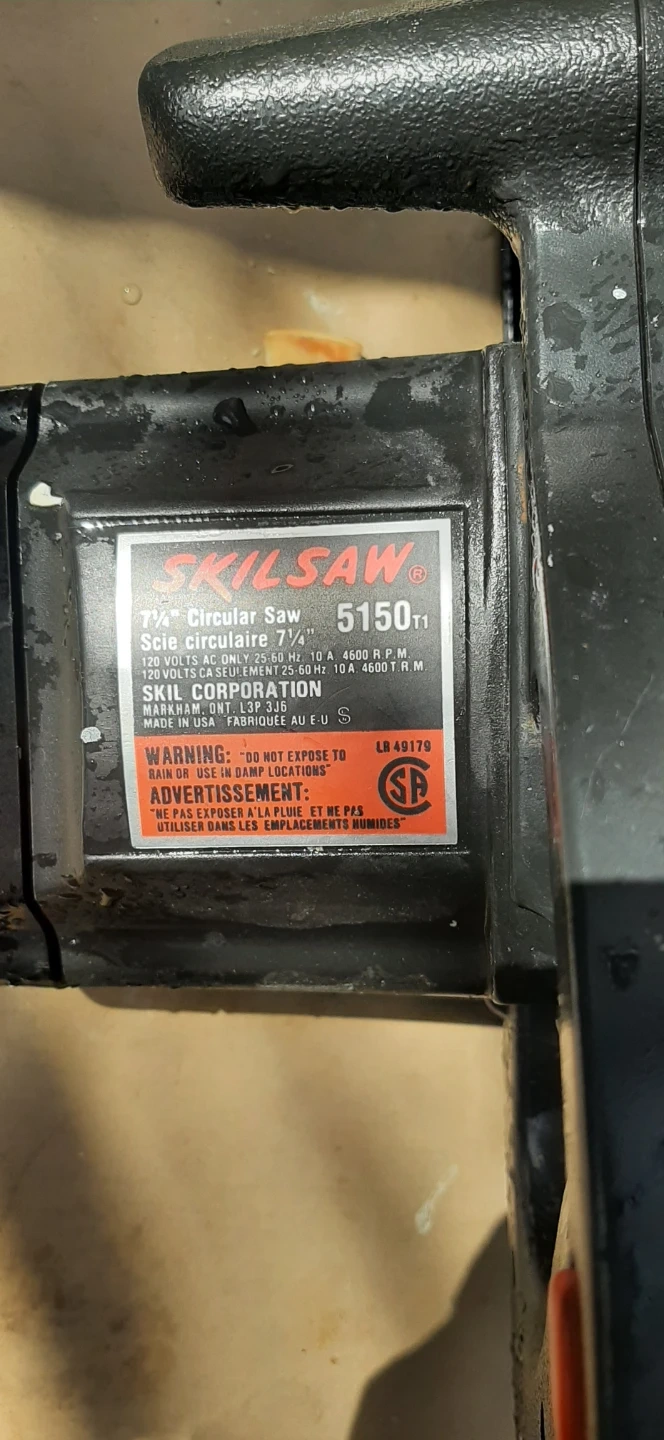 SKILSAW®
7¼" Circular Saw 5150T1
Scie circulaire 7¼"
120 VOLTS AC ONLY 25-60 Hz. 10 A. 4600 R.P.M.
120 VOLTS CA SEULEMENT 25-60 Hz. 10 A. 4600 T.R.M.
SKIL CORPORATION
MARKHAM, ONT. L3P 3J6
MADE IN USA FABRIQUÉE AU E-U S
WARNING: "DO NOT EXPOSE TO
RAIN OR USE IN DAMP LOCATIONS"
LR 49179
CSA
ADVERTISSEMENT:
"NE PAS EXPOSER A'LA PLUIE ET NE PAS
UTILISER DANS LES EMPLACEMENTS HUMIDES"